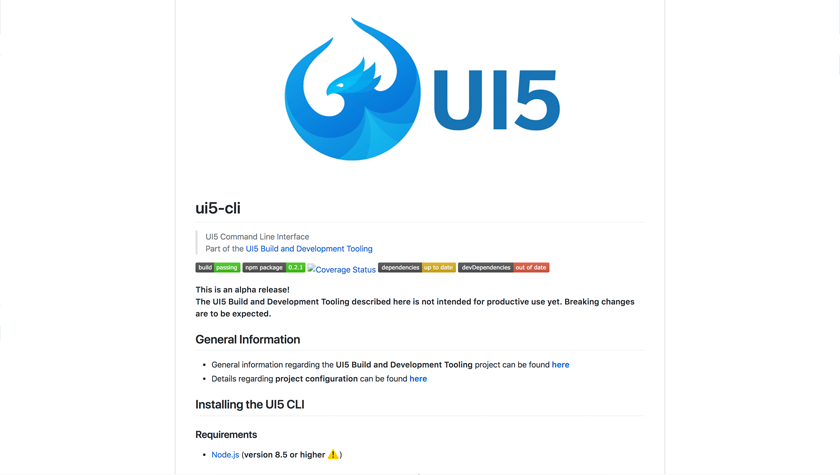 UI5
ui5-cli
UI5 Command Line Interface
Part of the UI5 Build and Development Tooling
build passing npm package 0.2.1 Coverage Status dependencies up to date devDependencies out of date
This is an alpha release!
The UI5 Build and Development Tooling described here is not intended for productive use yet. Breaking changes
are to be expected.
General Information
• General information regarding the UI5 Build and Development Tooling project can be found here
• Details regarding project configuration can be found here
Installing the UI5 CLI
Requirements
• Node.js (version 8.5 or higher ⚠️)